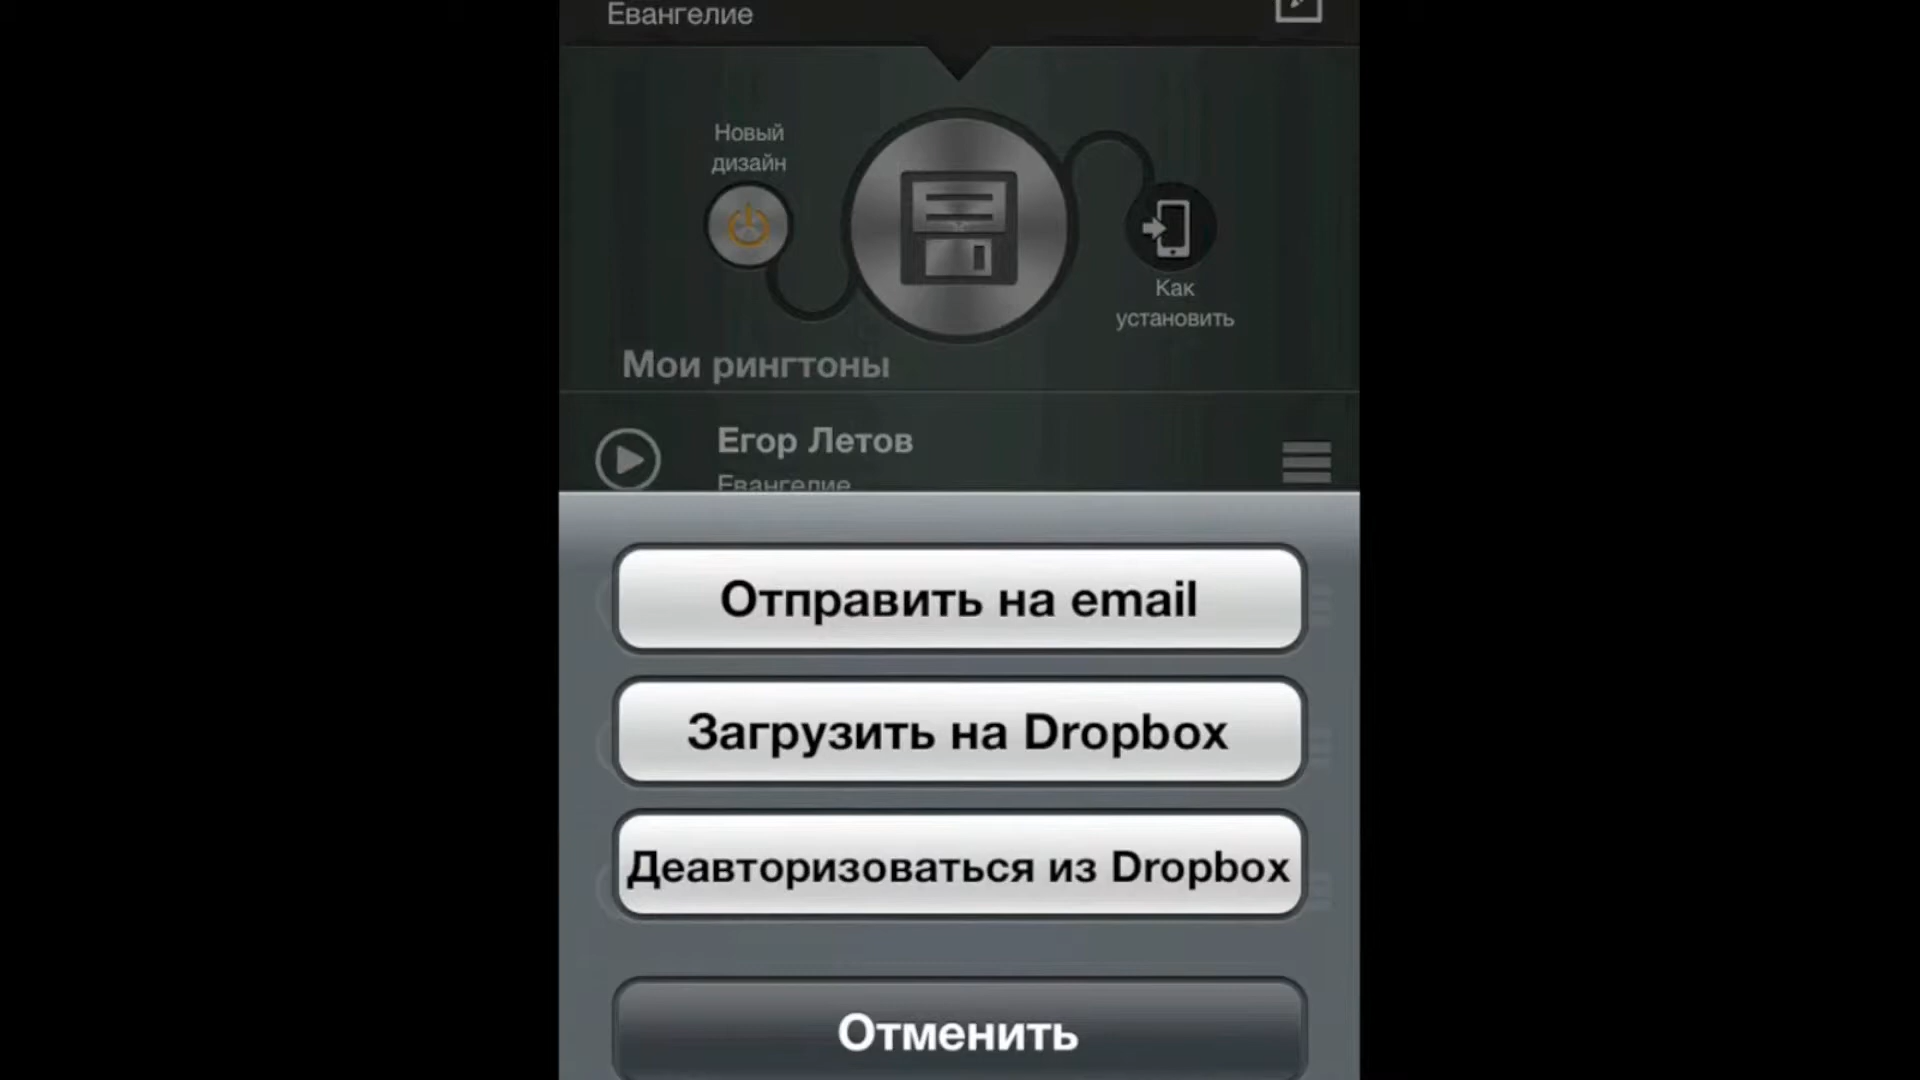 Евангелие
Новый
дизайн
Как
установить
Мои рингтоны
Егор Летов
Евангелие
Отправить на email
Загрузить на Dropbox
Деавторизоваться из Dropbox
Отменить